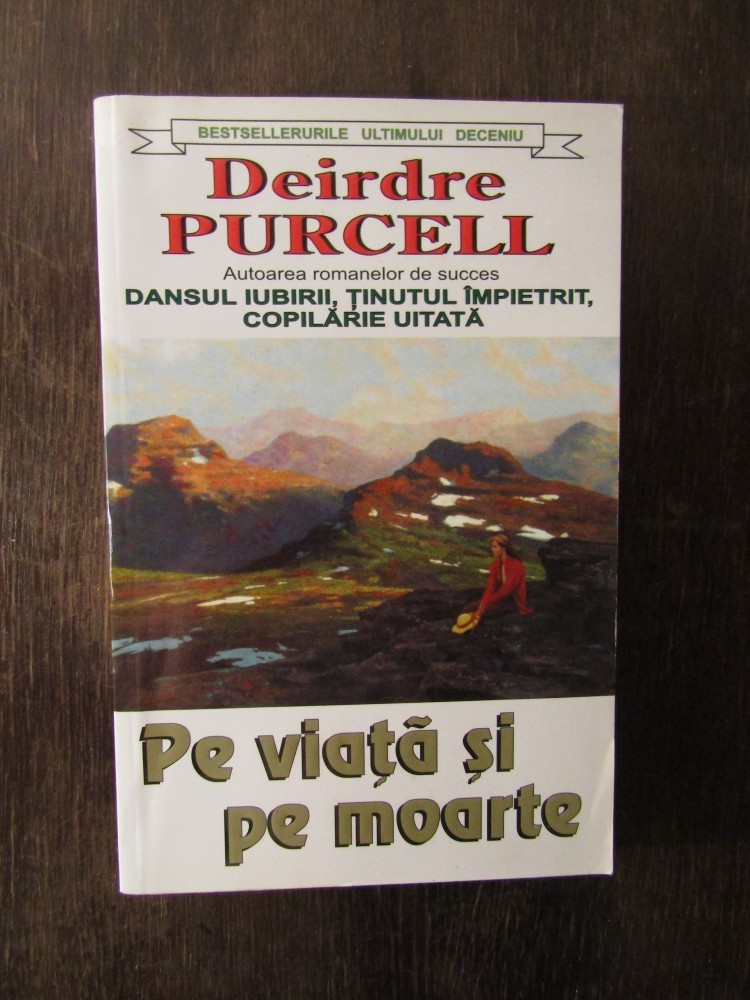 BESTSELLERURILE ULTIMULUI DECENIU
Deirdre
PURCELL
Autoarea romanelor de succes
DANSUL IUBIRII, ȚINUTUL ÎMPIETRIT,
COPILĂRIE UITATĂ
Pe viață și
pe moarte